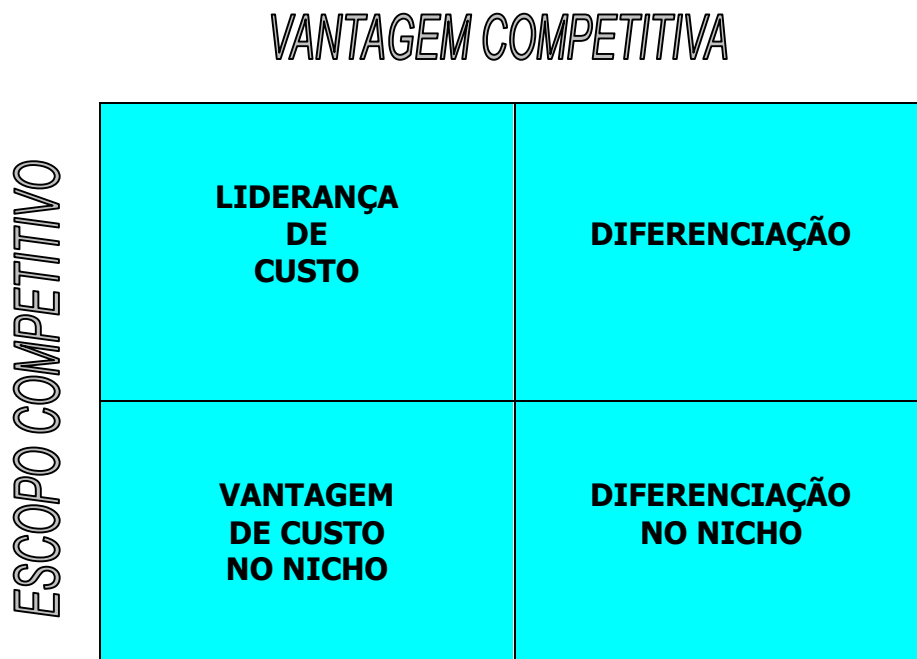 VANTAGEM COMPETITIVA
ESCOPO COMPETITIVO
LIDERANÇA
DE
CUSTO
DIFERENCIAÇÃO
VANTAGEM
DE CUSTO
NO NICHO
DIFERENCIAÇÃO
NO NICHO